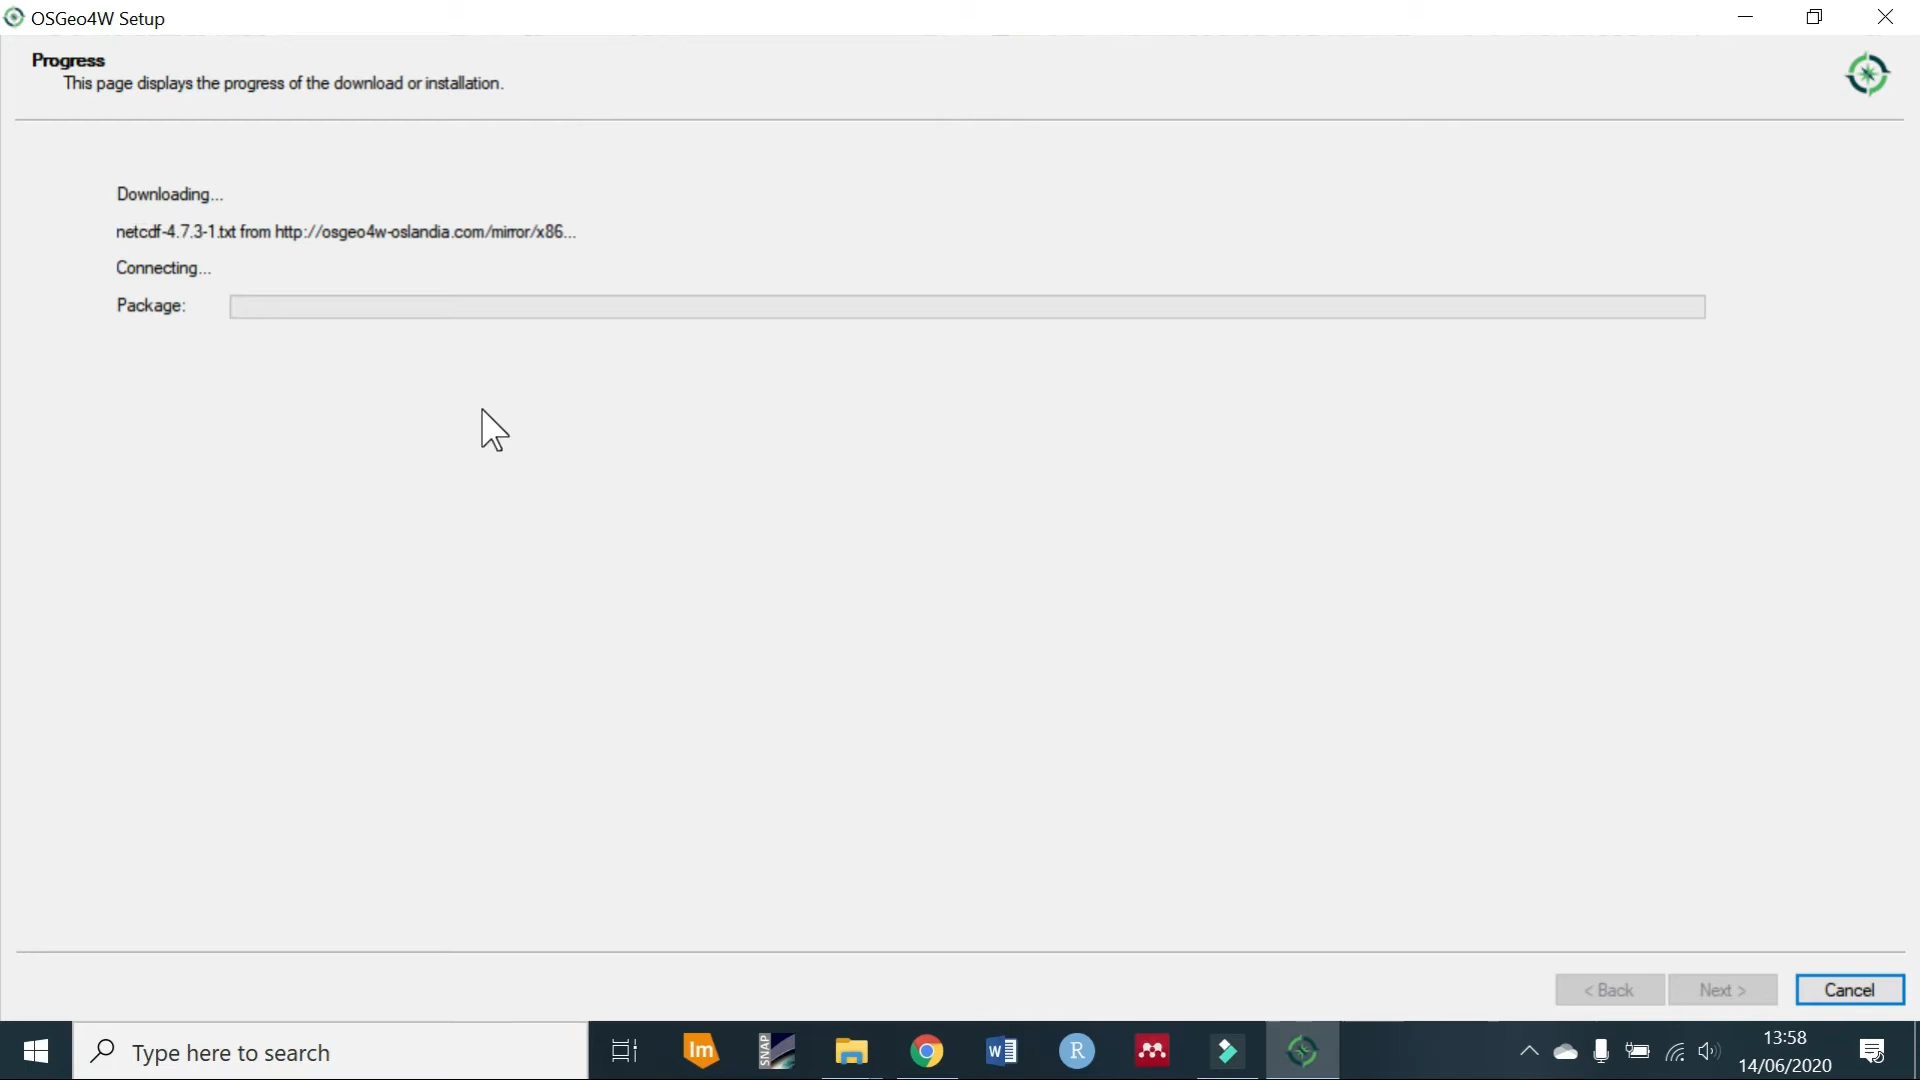 OSGeo4W Setup
Progress
This page displays the progress of the download or installation.
Downloading...
netcdf-4.7.3-1.txt from http://osgeo4w-oslandia.com/mirror/x86...
Connecting...
Package:
< Back
Next >
Cancel
Type here to search
Im
SNAP
W
R
13:58
14/06/2020